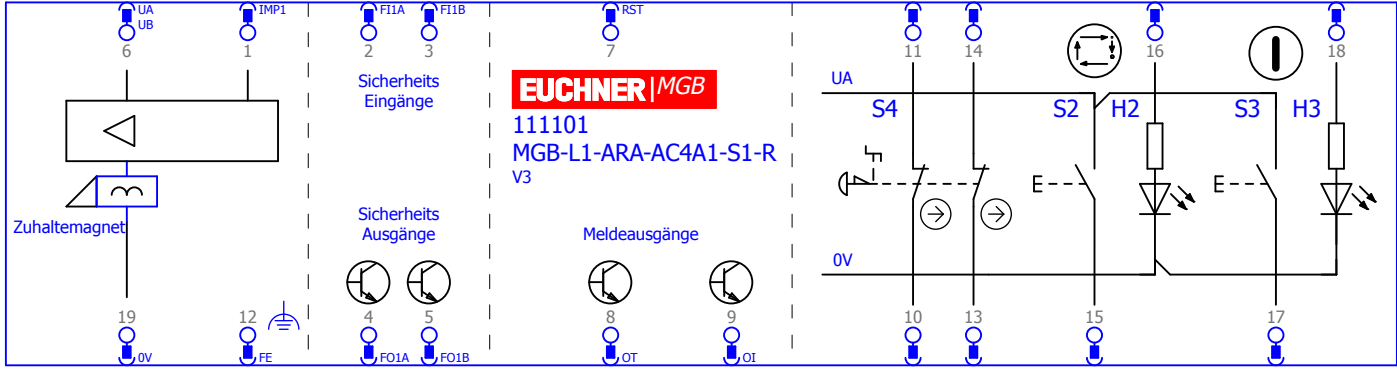 UA IMP1 FI1A FI1B RST
UB
6 1 2 3 7 11 14 16 18
Sicherheits
Eingänge
EUCHNER MGB
UA
111101
S4 S2 H2 S3 H3
MGB-L1-ARA-AC4A1-S1-R
V3
Zuhaltemagnet
Sicherheits
Ausgänge
Meldeausgänge
0V
19 12 4 5 8 9 10 13 15 17
0V FE FO1A FO1B OT OI